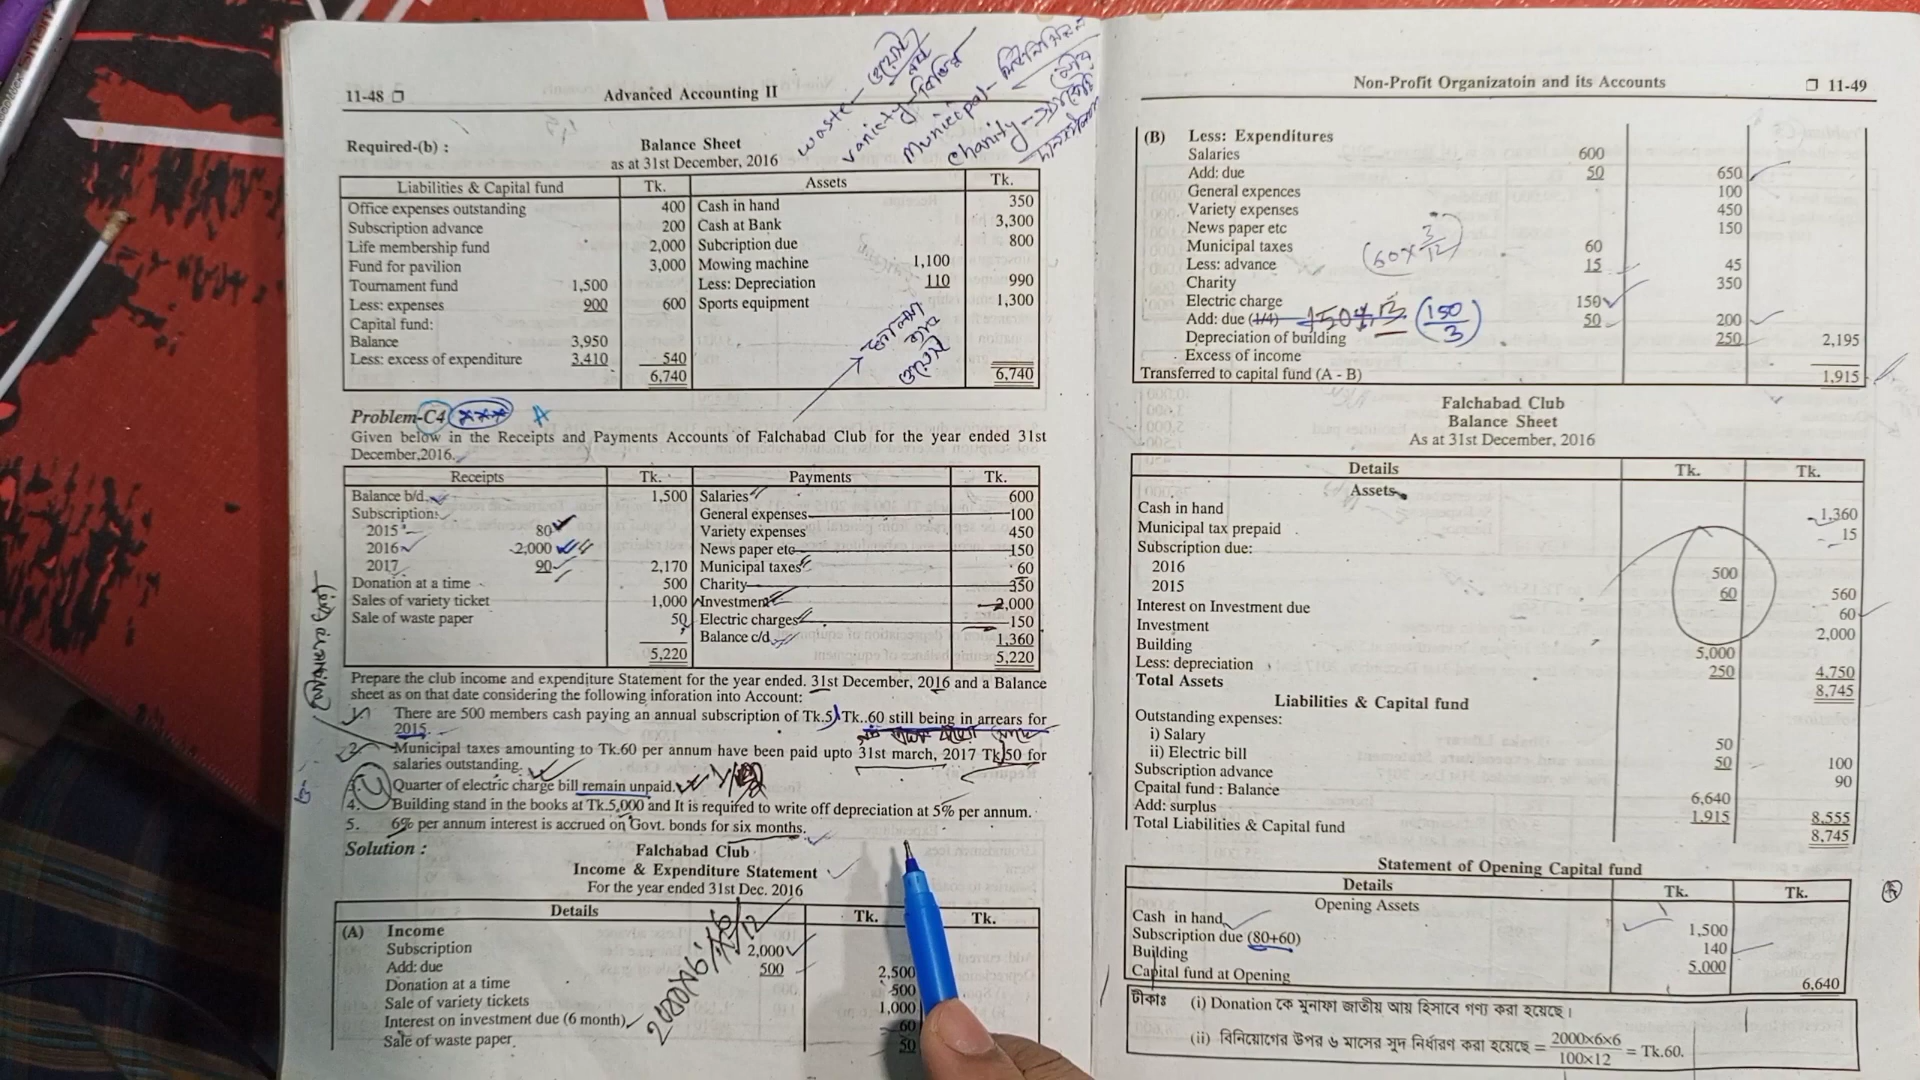 11-48 Advanced Accounting II
waste -
variety - বিচিত্র
Municipal -
Charity -
Required-(b) : Balance Sheet
as at 31st December, 2016
Liabilities & Capital fund Tk. Assets Tk.
Office expenses outstanding 400 Cash in hand 350
Subscription advance 200 Cash at Bank 3,300
Life membership fund 2,000 Subcription due 800
Fund for pavilion 3,000 Mowing machine 1,100
Tournament fund 1,500 Less: Depreciation 110 990
Less: expenses 900 600 Sports equipment 1,300
Capital fund:
Balance 3,950
Less: excess of expenditure 3,410 540
6,740 6,740
Problem-C4 ***
Given below in the Receipts and Payments Accounts of Falchabad Club for the year ended 31st
December,2016.
Receipts Tk. Payments Tk.
Balance b/d. 1,500 Salaries 600
Subscription: General expenses 100
2015 80 Variety expenses 450
2016 2,000 News paper etc 150
2017 90 2,170 Municipal taxes 60
Donation at a time 500 Charity 350
Sales of variety ticket 1,000 Investment 2,000
Sale of waste paper 50 Electric charges 150
Balance c/d 1,360
5,220 5,220
Prepare the club income and expenditure Statement for the year ended. 31st December, 2016 and a Balance
sheet as on that date considering the following inforation into Account:
1. There are 500 members cash paying an annual subscription of Tk.5, Tk..60 still being in arrears for
2015.
2. Municipal taxes amounting to Tk.60 per annum have been paid upto 31st march, 2017 Tk.50 for
salaries outstanding.
3. Quarter of electric charge bill remain unpaid.
4. Building stand in the books at Tk.5,000 and It is required to write off depreciation at 5% per annum.
5. 6% per annum interest is accrued on Govt. bonds for six months.
Solution : Falchabad Club
Income & Expenditure Statement
For the year ended 31st Dec. 2016
Details Tk. Tk.
(A) Income
Subscription 2,000
Add: due 500 2,500
Donation at a time 500
Sale of variety tickets 1,000
Interest on investment due (6 month) 60
Sale of waste paper 50
Non-Profit Organizatoin and its Accounts 11-49
(B) Less: Expenditures
Salaries 600
Add: due 50 650
General expences 100
Variety expenses 450
News paper etc 150
Municipal taxes 60
Less: advance 15 45
(60×3/12)
Charity 350
Electric charge 150
Add: due (1/4) 50 200
(150/3)
Depreciation of building 250 2,195
Excess of income
Transferred to capital fund (A - B) 1,915
Falchabad Club
Balance Sheet
As at 31st December, 2016
Details Tk. Tk.
Assets
Cash in hand 1,360
Municipal tax prepaid 15
Subscription due:
2016 500
2015 60 560
Interest on Investment due 60
Investment 2,000
Building 5,000
Less: depreciation 250 4,750
Total Assets 8,745
Liabilities & Capital fund
Outstanding expenses:
i) Salary 50
ii) Electric bill 50 100
Subscription advance 90
Cpaital fund : Balance 6,640
Add: surplus 1,915 8,555
Total Liabilities & Capital fund 8,745
Statement of Opening Capital fund
Details Tk. Tk.
Opening Assets
Cash in hand 1,500
Subscription due (80+60) 140
Building 5,000
Capital fund at Opening 6,640
টীকাঃ (i) Donation কে মুনাফা জাতীয় আয় হিসাবে গণ্য করা হয়েছে।
(ii) বিনিয়োগের উপর ৬ মাসের সুদ নির্ধারণ করা হয়েছে = 2000x6x6/100x12 = Tk.60.